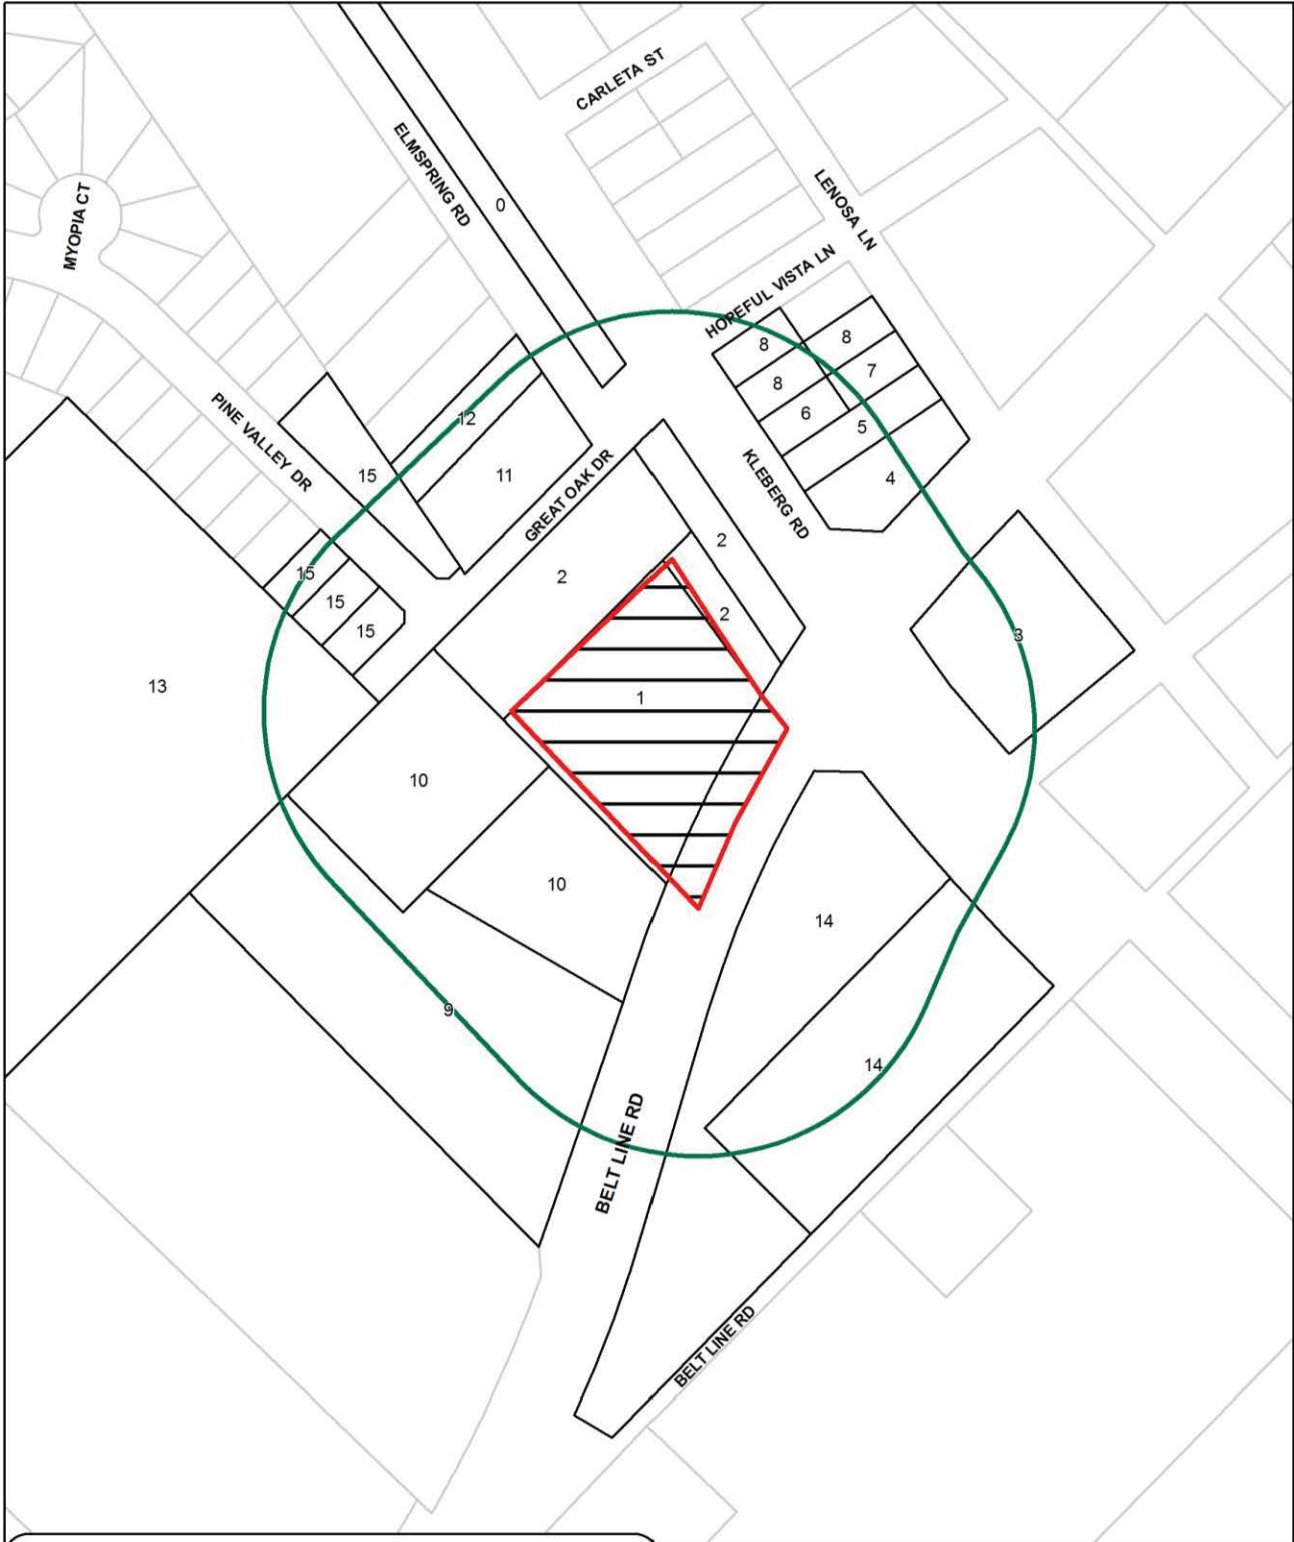 CARLETA ST
ELMSPRING RD
LENOSA LN
MYOPIA CT
0
HOPEFUL VISTA LN
8
8
7
8
12
6
PINE VALLEY DR
5
15
11
GREAT OAK DR
4
KLEBERG RD
2
15
2
15
2
15
3
13
1
10
10
14
9
14
BELT LINE RD
BELT LINE RD